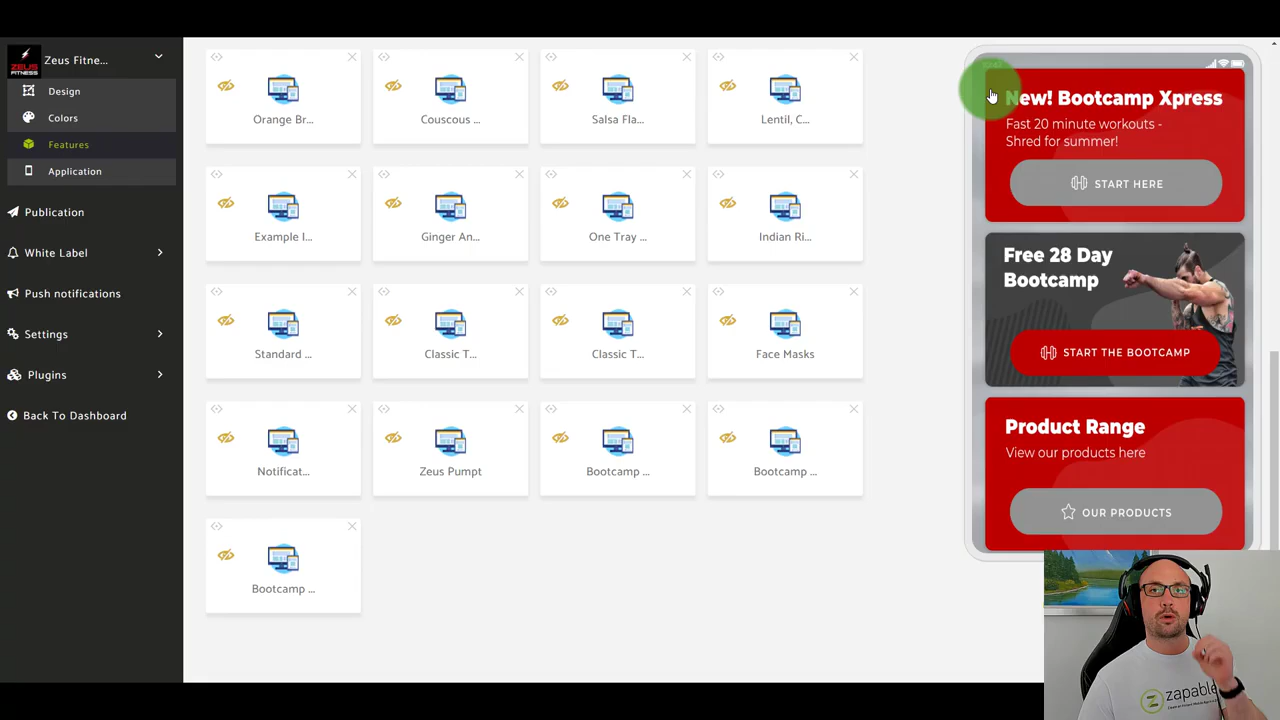 ZEUS
FITNESS
Zeus Fitne...
Design
Colors
Features
Application
Publication
White Label
Push notifications
Settings
Plugins
Back To Dashboard
Orange Br...
Couscous ...
Salsa Fla...
Lentil, C...
Example I...
Ginger An...
One Tray ...
Indian Ri...
Standard ...
Classic T...
Classic T...
Face Masks
Notificat...
Zeus Pumpt
Bootcamp ...
Bootcamp ...
Bootcamp ...
New! Bootcamp Xpress
Fast 20 minute workouts -
Shred for summer!
START HERE
Free 28 Day
Bootcamp
START THE BOOTCAMP
Product Range
View our products here
OUR PRODUCTS
zapable